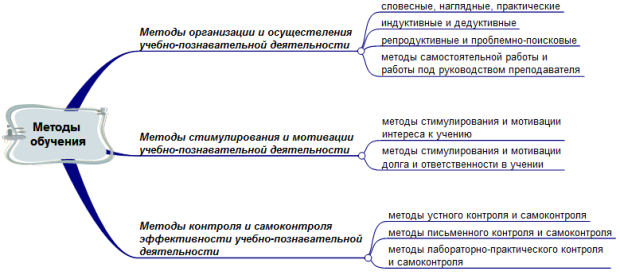 Методы
обучения
Методы организации и осуществления
учебно-познавательной деятельности
словесные, наглядные, практические
индуктивные и дедуктивные
репродуктивные и проблемно-поисковые
методы самостоятельной работы и
работы под руководством преподавателя
Методы стимулирования и мотивации
учебно-познавательной деятельности
методы стимулирования и мотивации
интереса к учению
методы стимулирования и мотивации
долга и ответственности в учении
Методы контроля и самоконтроля
эффективности учебно-познавательной
деятельности
методы устного контроля и самоконтроля
методы письменного контроля и самоконтроля
методы лабораторно-практического контроля
и самоконтроля